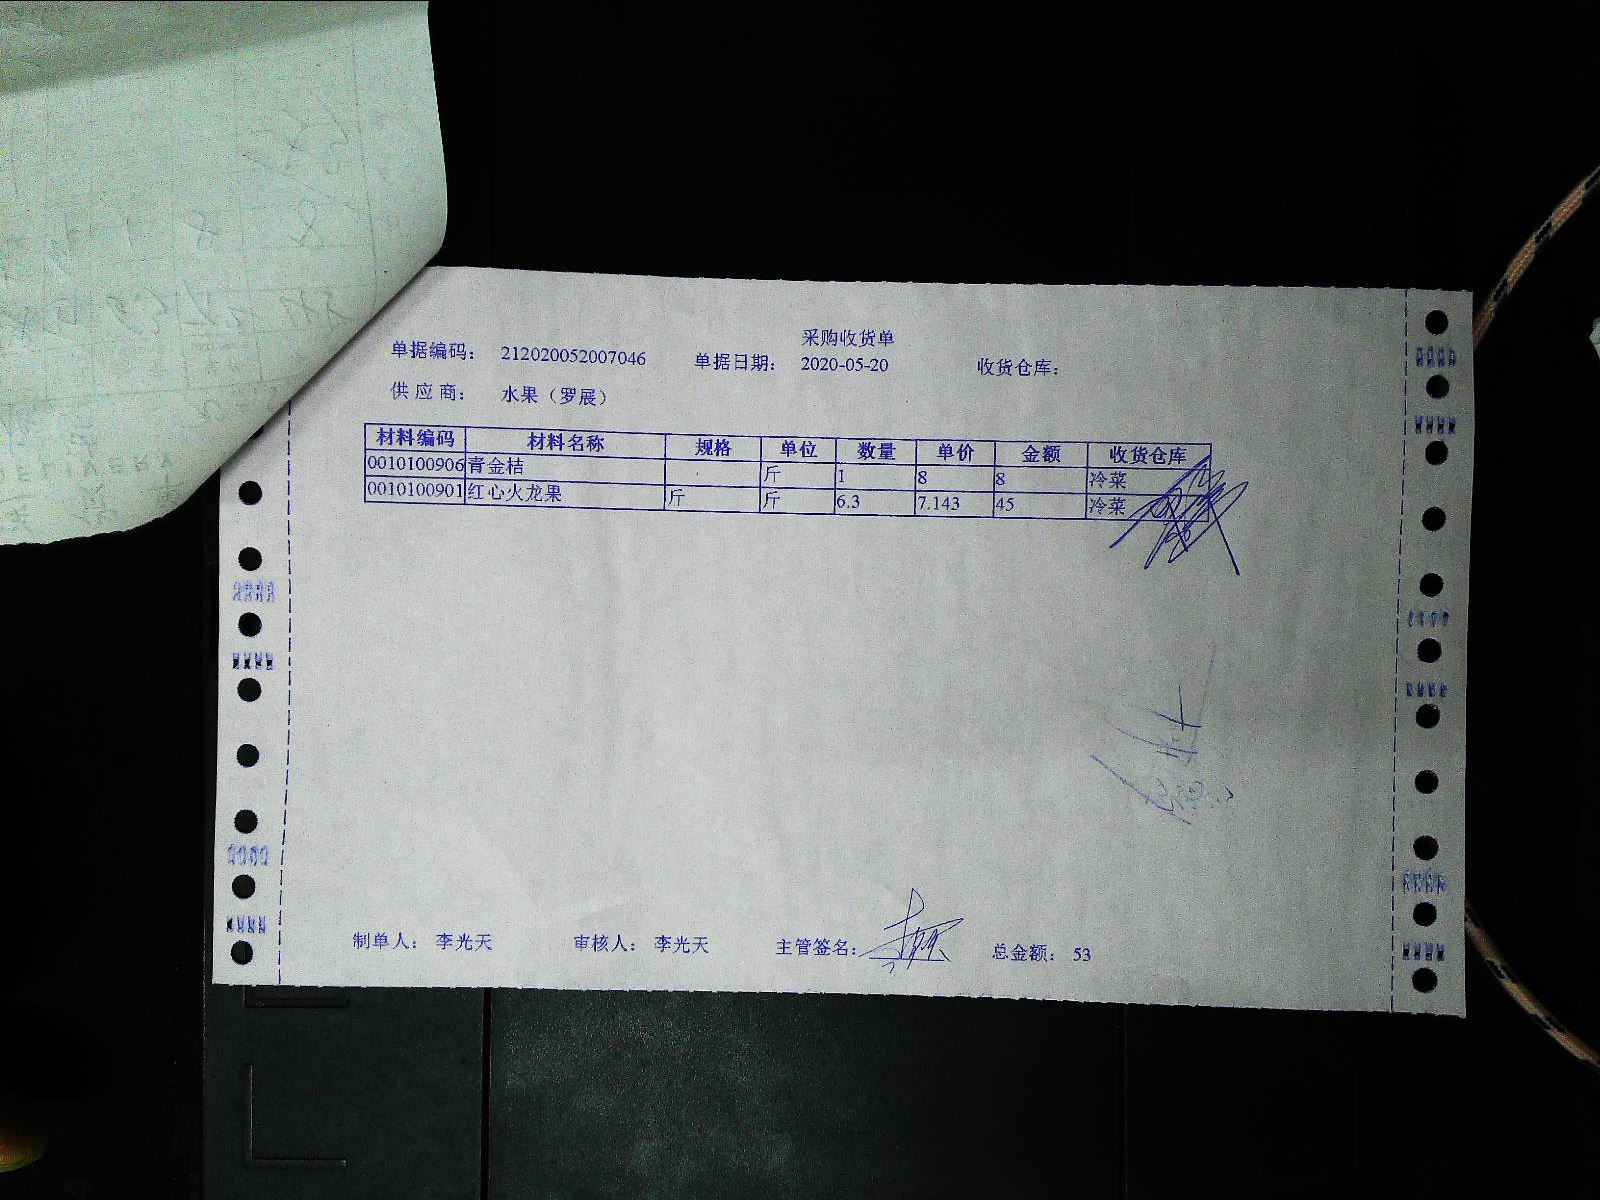 采购收货单
单据编码： 212020052007046 单据日期： 2020-05-20 收货仓库：
供应商： 水果（罗展）
材料编码 材料名称 规格 单位 数量 单价 金额 收货仓库
0010100906 青金桔 斤 1 8 8 冷菜
0010100901 红心火龙果 斤 斤 6.3 7.143 45 冷菜
制单人： 李光天 审核人： 李光天 主管签名： 总金额： 53